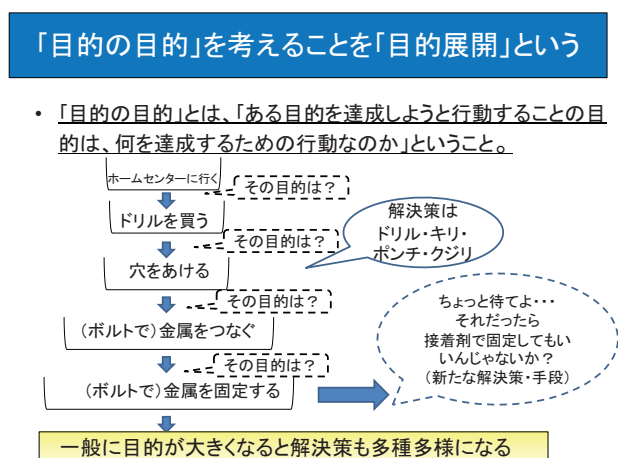 「目的の目的」を考えることを「目的展開」という
• 「目的の目的」とは、「ある目的を達成しようと行動することの目
的は、何を達成するための行動なのか」ということ。
ホームセンターに行く
その目的は?
ドリルを買う
その目的は?
解決策は
ドリル・キリ・
ポンチ・クジリ
穴をあける
その目的は?
(ボルトで)金属をつなぐ
その目的は?
(ボルトで)金属を固定する
ちょっと待てよ・・・
それだったら
接着剤で固定してもい
いんじゃないか?
(新たな解決策・手段)
一般に目的が大きくなると解決策も多種多様になる